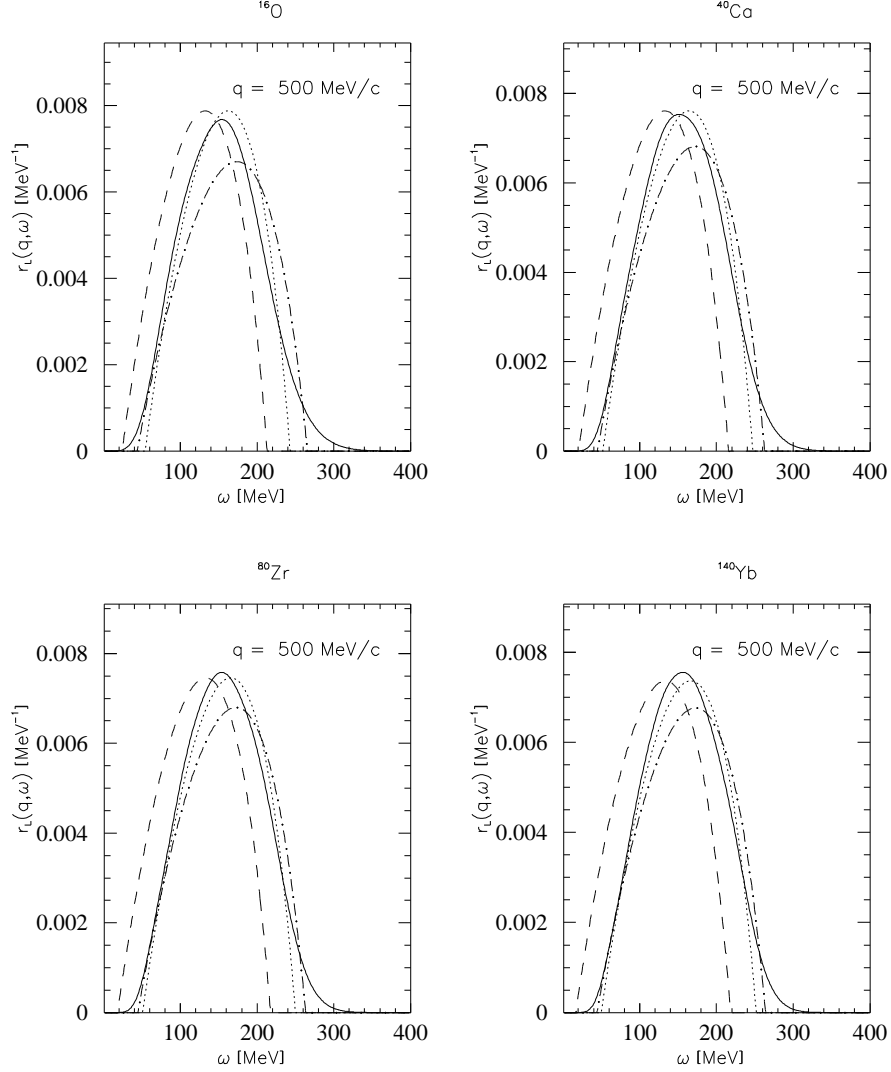 ¹⁶O
q = 500 MeV/c
0.008
0.006
0.004
0.002
0
r_L(q,ω) [MeV⁻¹]
100 200 300 400
ω [MeV]
⁴⁰Ca
q = 500 MeV/c
0.008
0.006
0.004
0.002
0
r_L(q,ω) [MeV⁻¹]
100 200 300 400
ω [MeV]
⁸⁰Zr
q = 500 MeV/c
0.008
0.006
0.004
0.002
0
r_L(q,ω) [MeV⁻¹]
100 200 300 400
ω [MeV]
¹⁴⁰Yb
q = 500 MeV/c
0.008
0.006
0.004
0.002
0
r_L(q,ω) [MeV⁻¹]
100 200 300 400
ω [MeV]